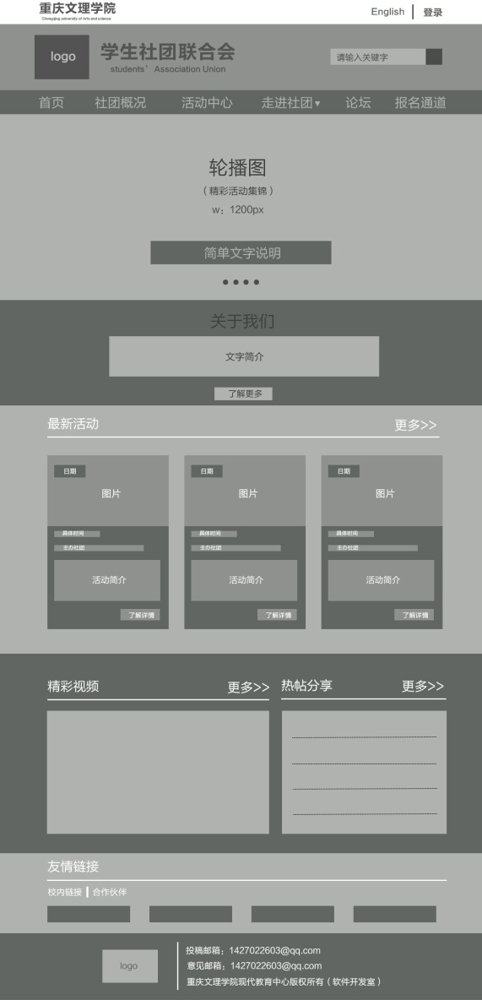 重庆文理学院
Chongqing university of Arts and science
English 登录
logo
学生社团联合会
students’ Association Union
请输入关键字
首页 社团概况 活动中心 走进社团▼ 论坛 报名通道
轮播图
（精彩活动集锦）
w：1200px
简单文字说明
关于我们
文字简介
了解更多
最新活动 更多>>
日期 日期 日期
图片 图片 图片
具体时间 具体时间 具体时间
主办社团 主办社团 主办社团
活动简介 活动简介 活动简介
了解详情 了解详情 了解详情
精彩视频 更多>> 热帖分享 更多>>
友情链接
校内链接 合作伙伴
logo
投稿邮箱：1427022603@qq.com
意见邮箱：1427022603@qq.com
重庆文理学院现代教育中心版权所有（软件开发室）